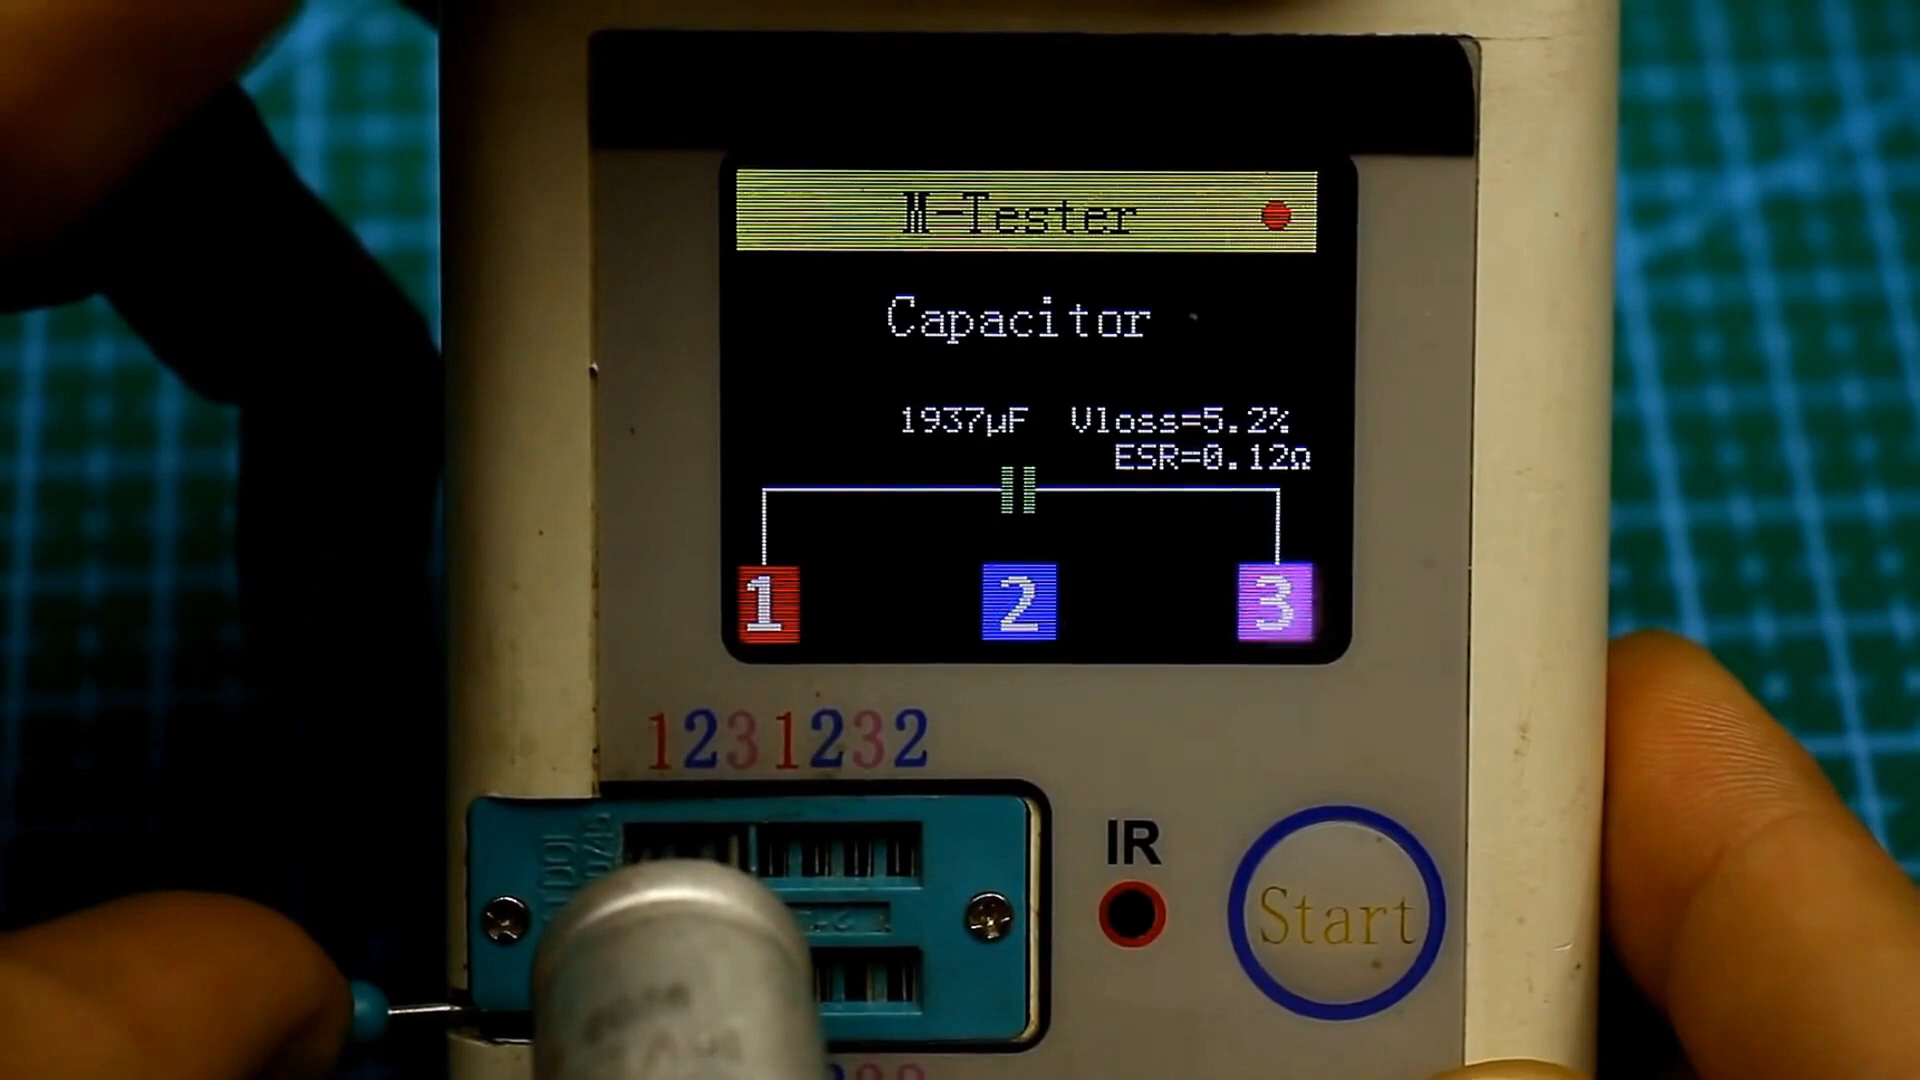 M-Tester
Capacitor
1937µF Vloss=5.2%
ESR=0.12Ω
1 2 3
1231232
IR
Start